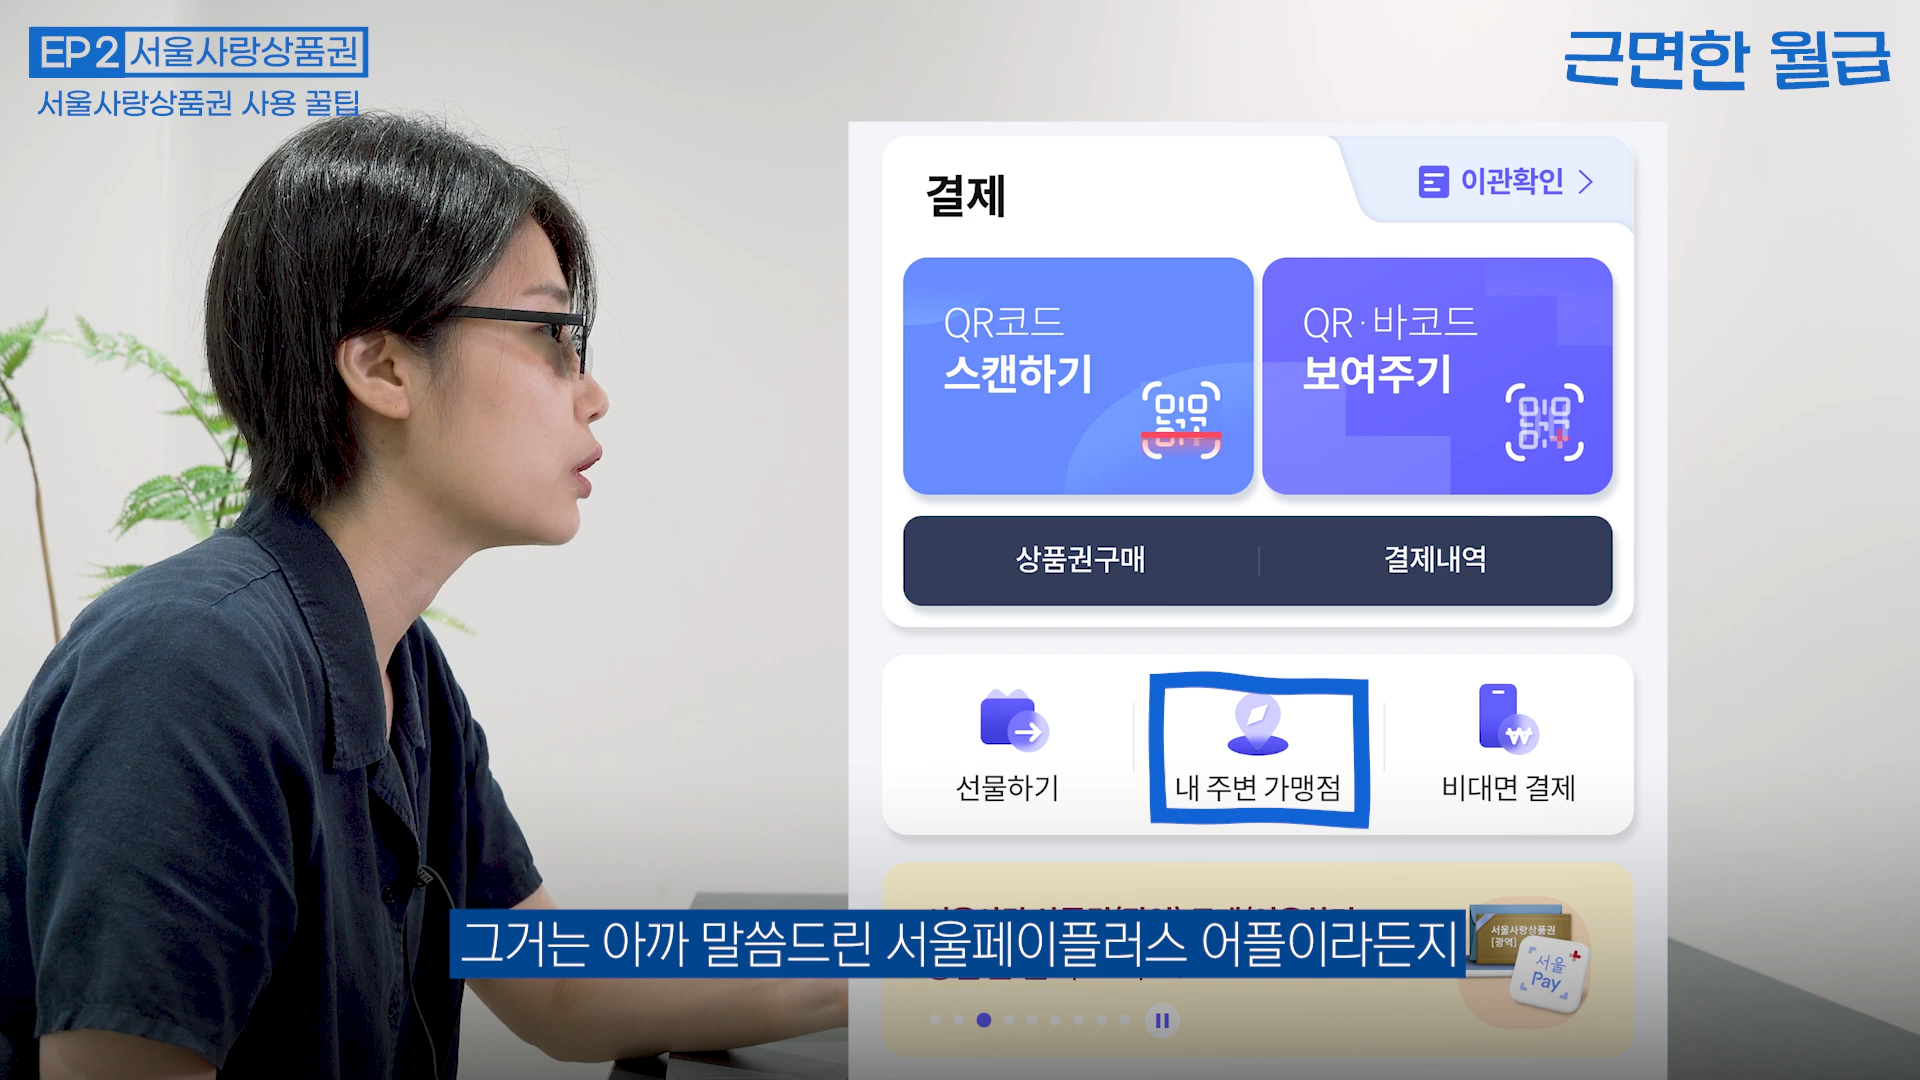 EP2 서울사랑상품권
서울사랑상품권 사용 꿀팁
근면한 월급
결제
이관확인
QR코드
스캔하기
QR·바코드
보여주기
상품권구매
결제내역
선물하기
내 주변 가맹점
비대면 결제
그거는 아까 말씀드린 서울페이플러스 어플이라든지
서울사랑상품권
[광역]
서울
Pay